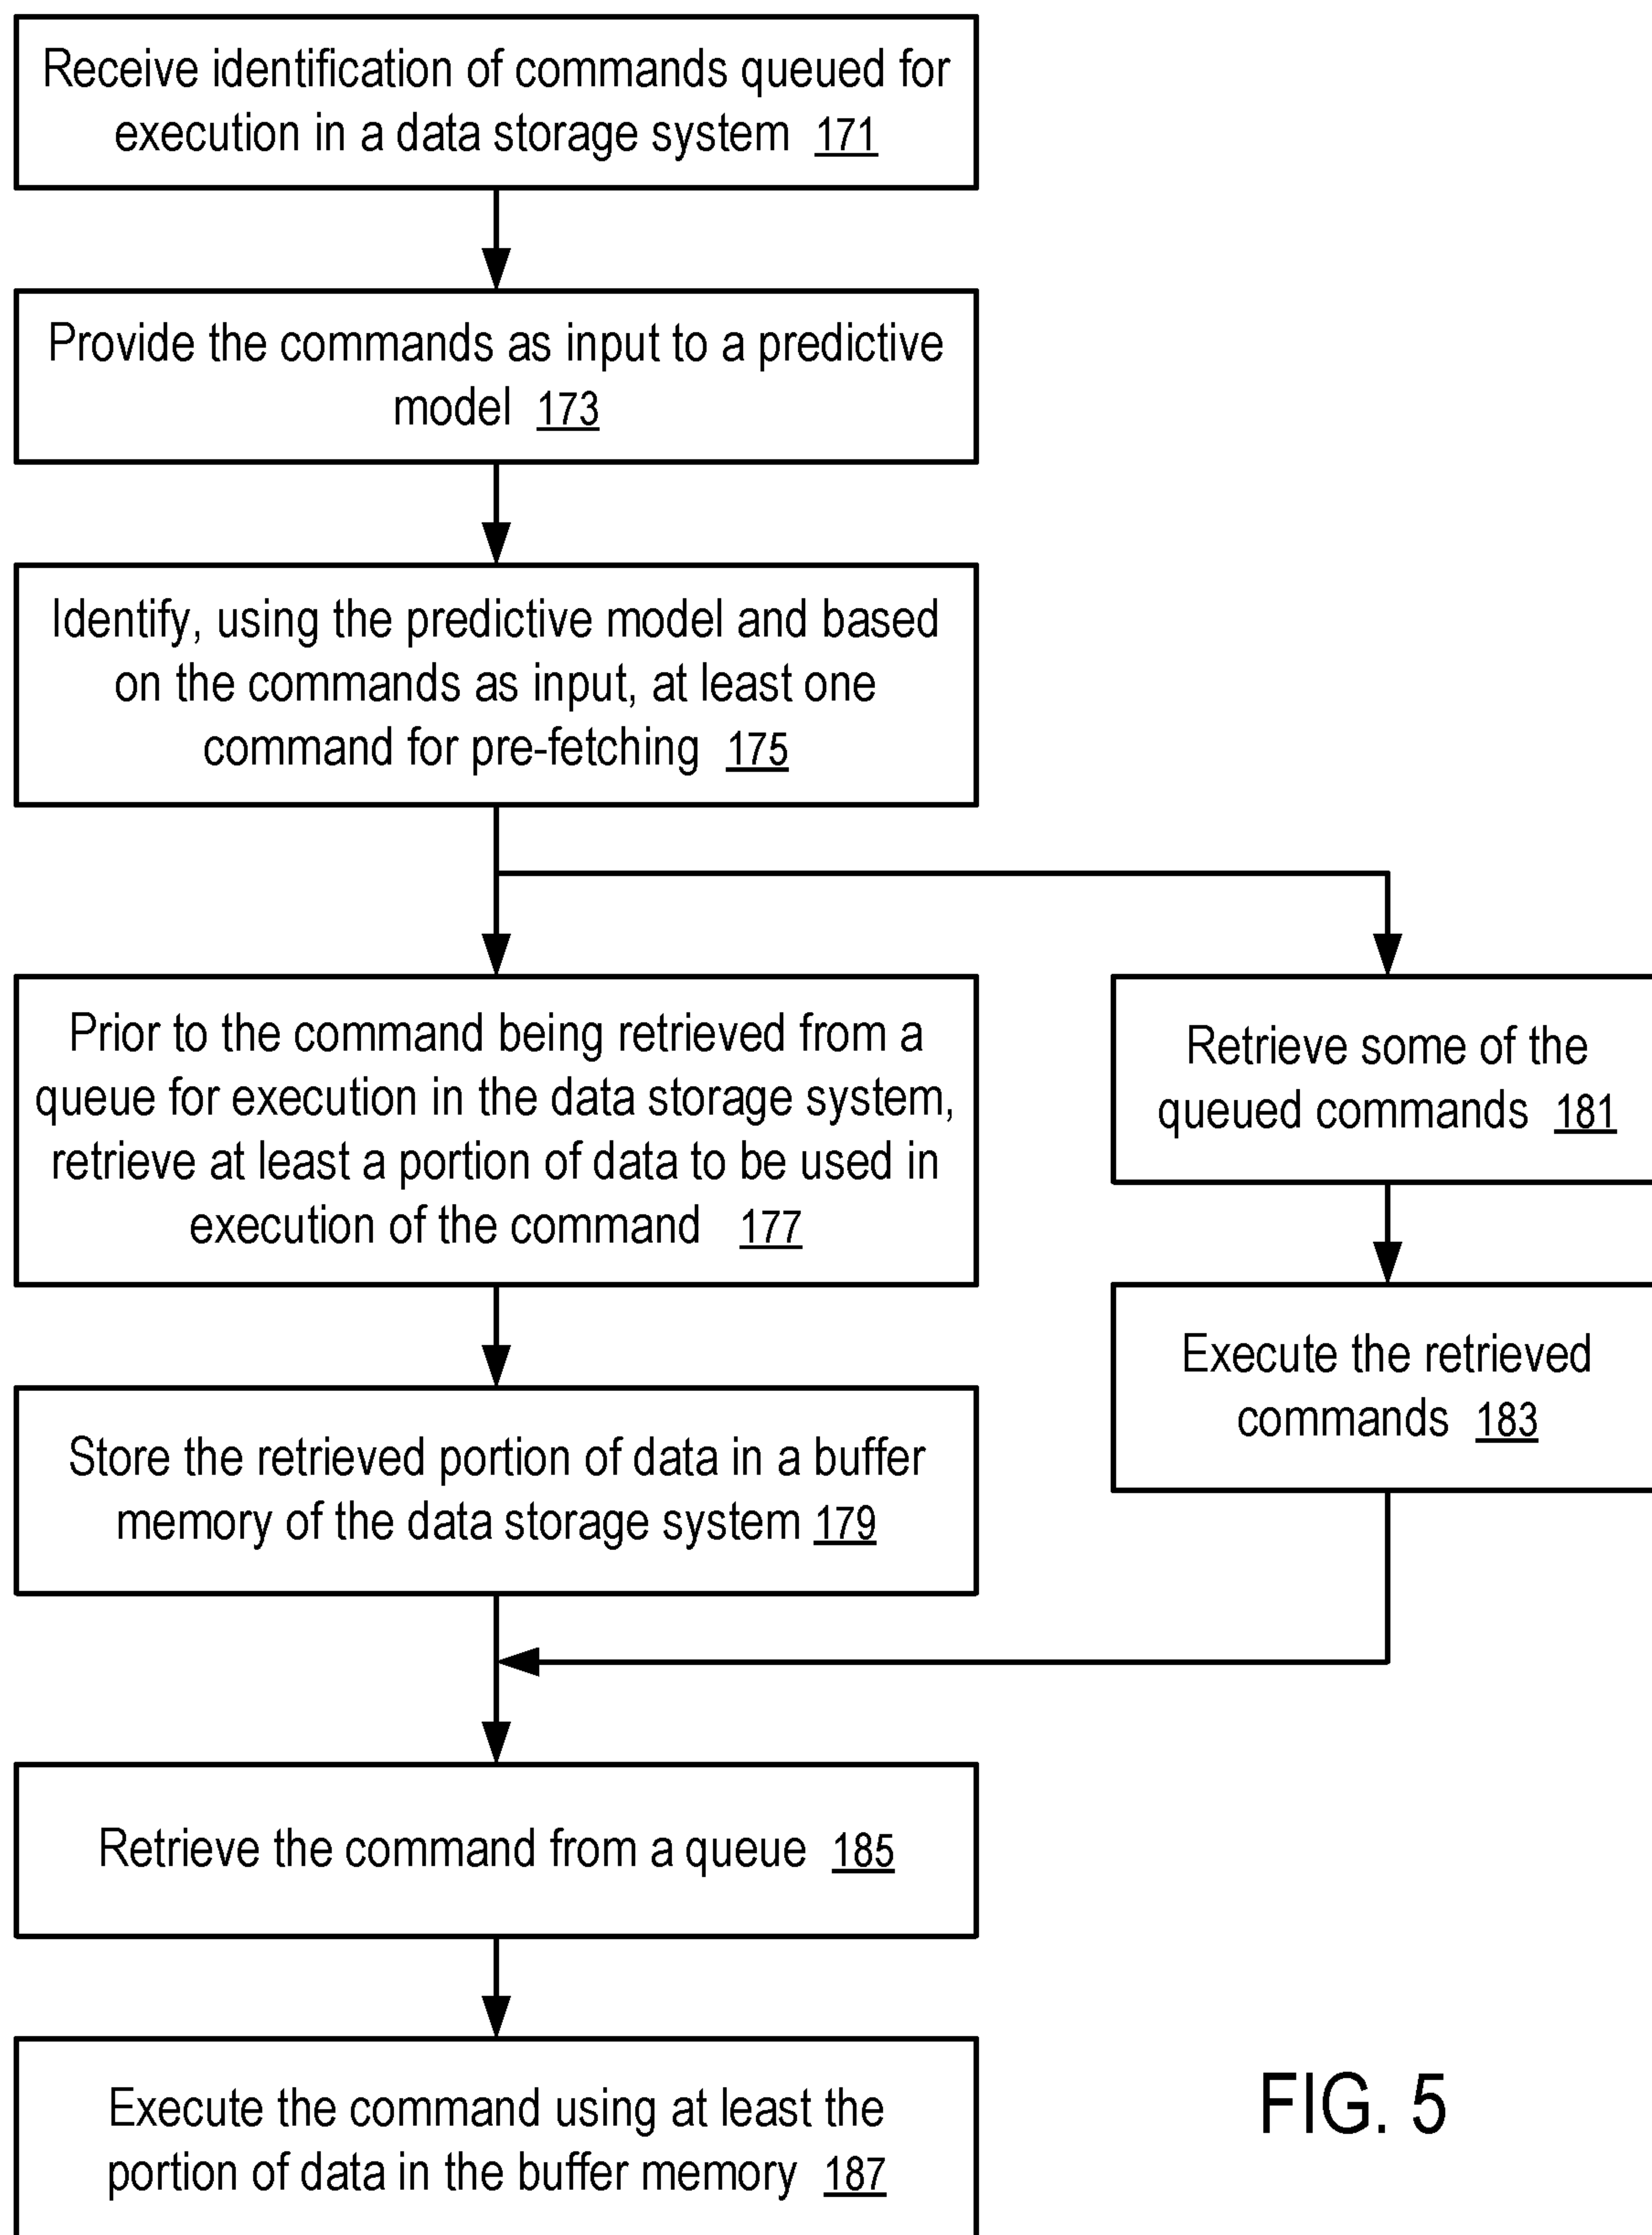 Receive identification of commands queued for
execution in a data storage system 171
Provide the commands as input to a predictive
model 173
Identify, using the predictive model and based
on the commands as input, at least one
command for pre-fetching 175
Prior to the command being retrieved from a
queue for execution in the data storage system,
retrieve at least a portion of data to be used in
execution of the command 177
Retrieve some of the
queued commands 181
Execute the retrieved
commands 183
Store the retrieved portion of data in a buffer
memory of the data storage system 179
Retrieve the command from a queue 185
Execute the command using at least the
portion of data in the buffer memory 187
FIG. 5